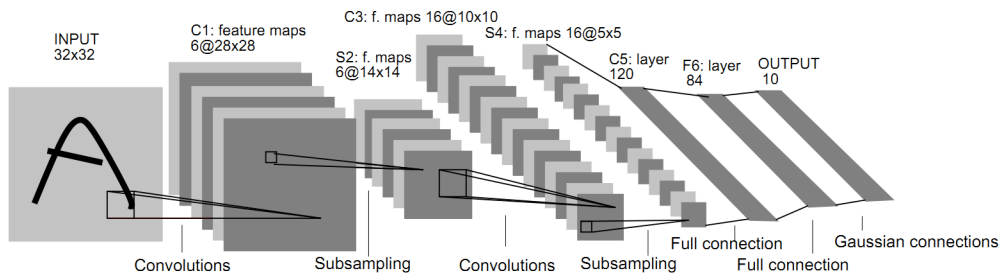 INPUT
32x32
C1: feature maps
6@28x28
S2: f. maps
6@14x14
C3: f. maps 16@10x10
S4: f. maps 16@5x5
C5: layer
120
F6: layer
84
OUTPUT
10
Convolutions
Subsampling
Convolutions
Subsampling
Full connection
Full connection
Gaussian connections
A